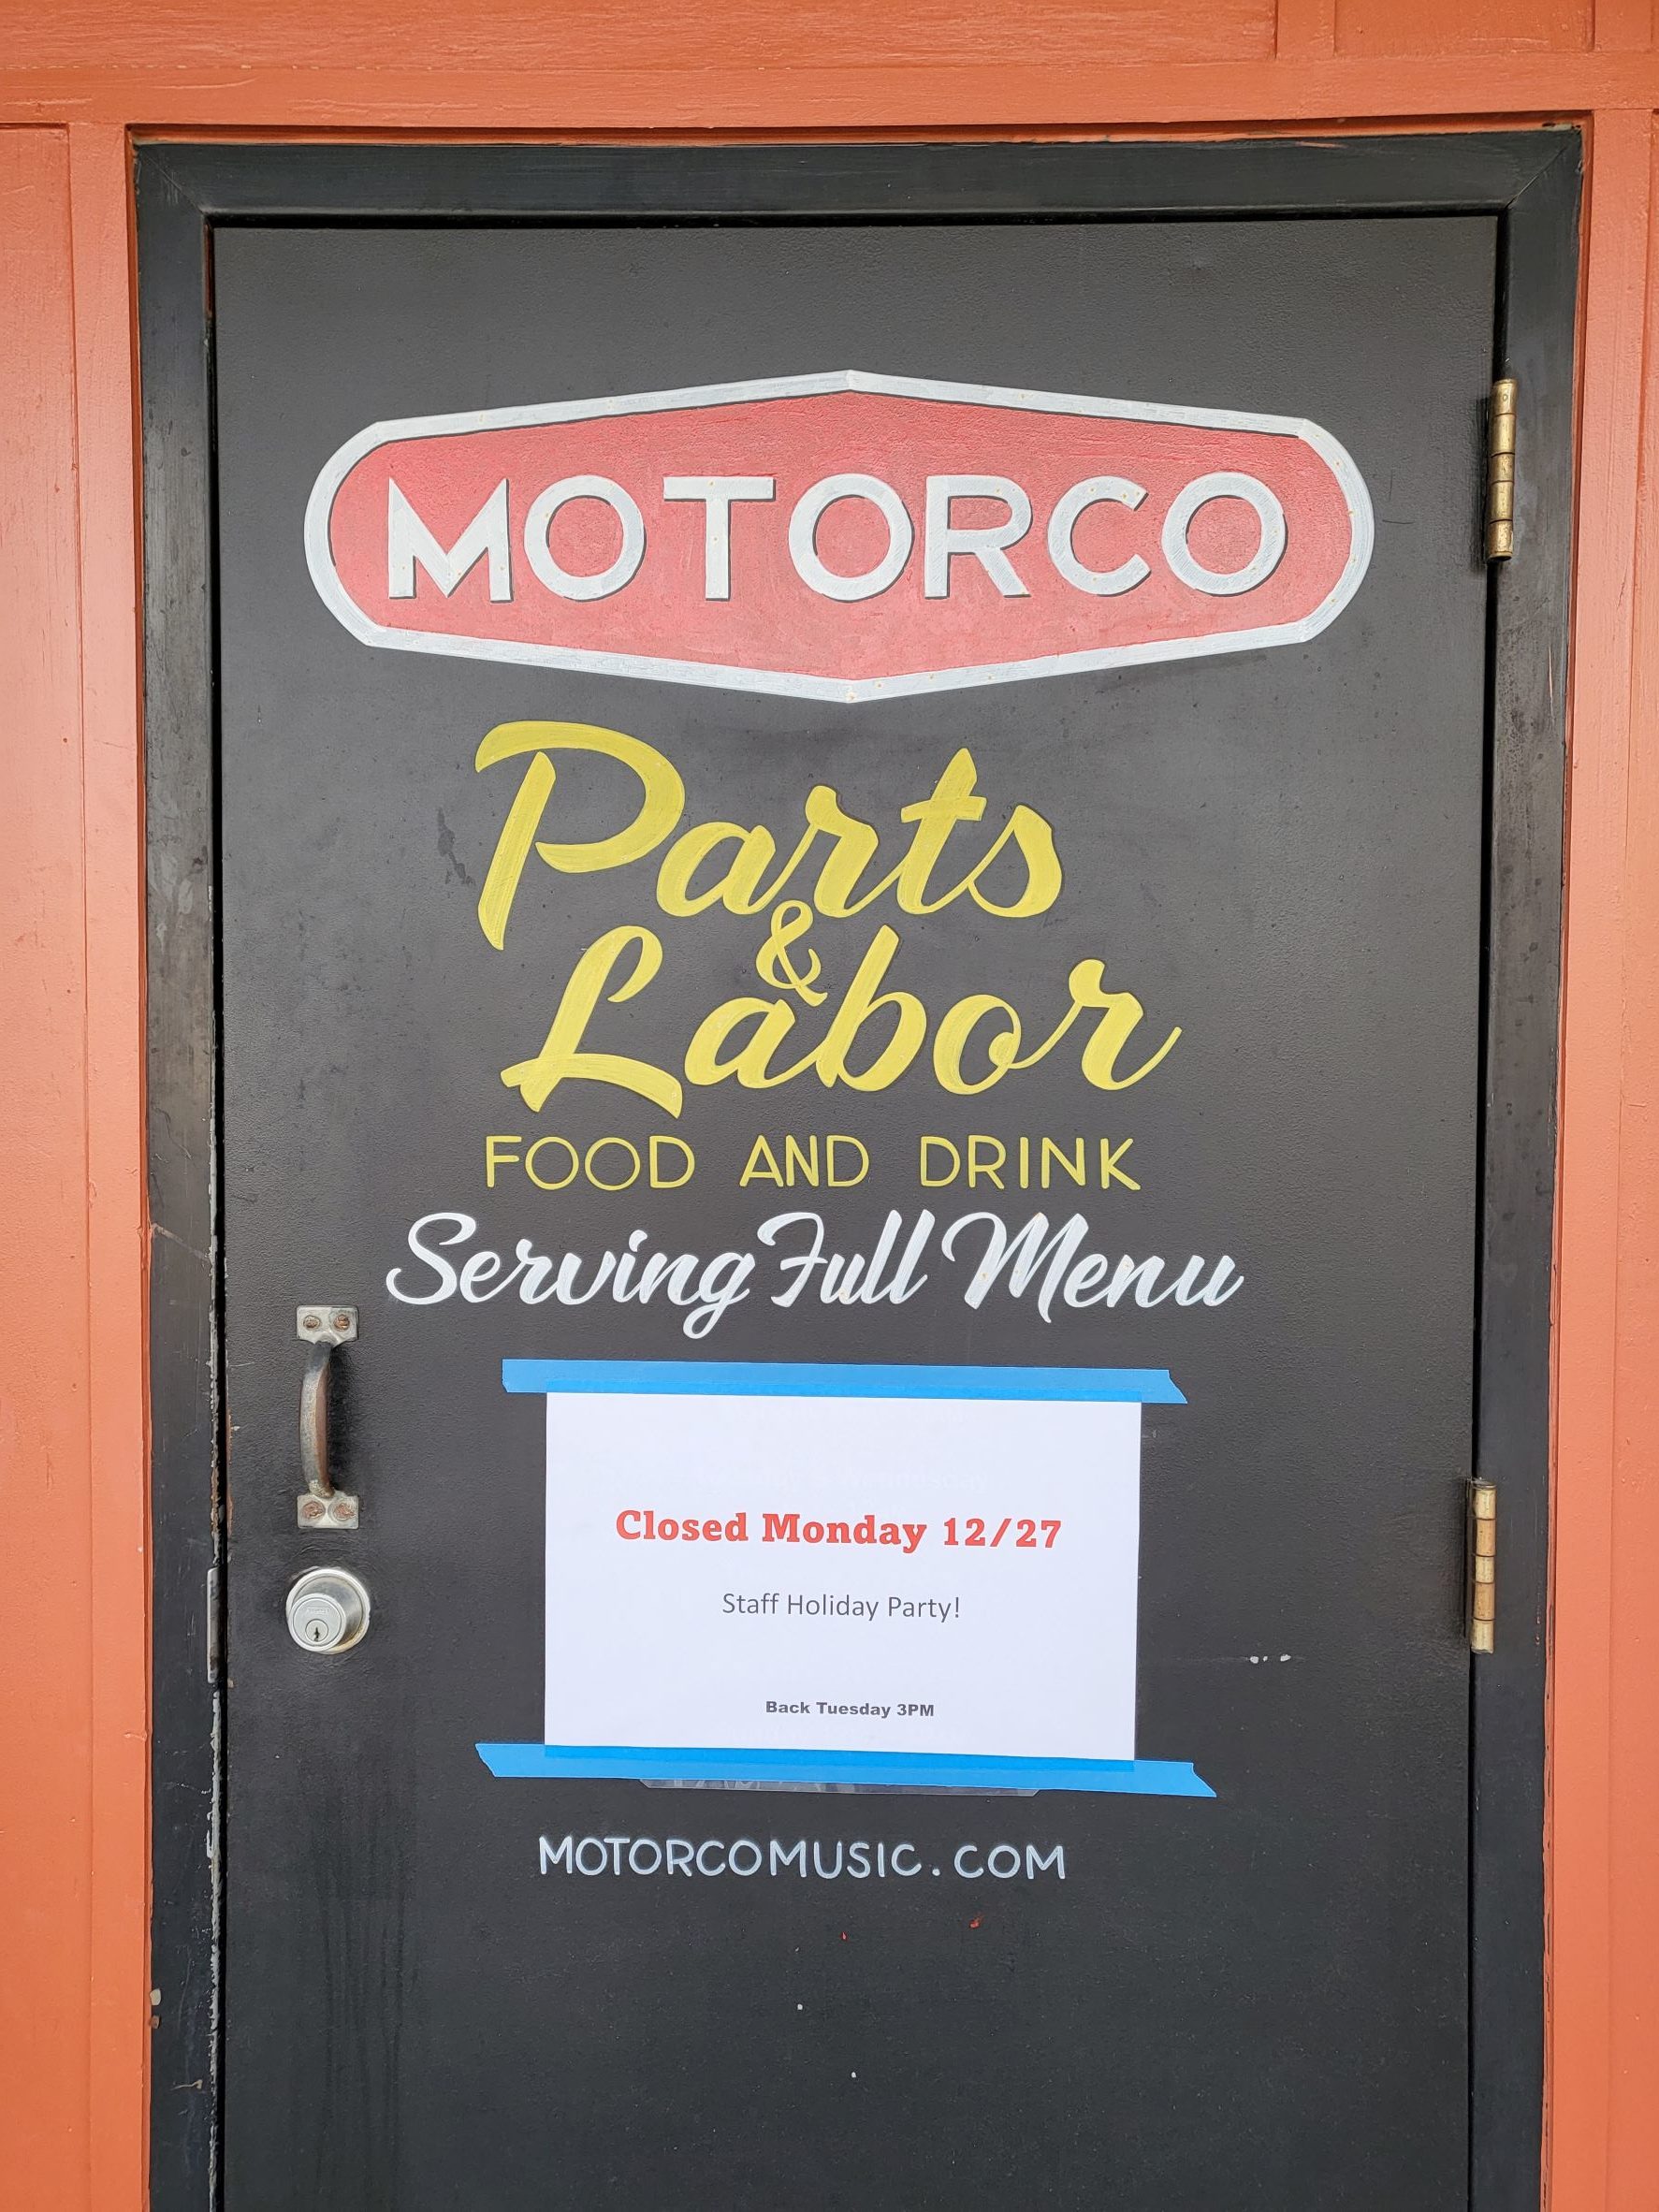 MOTORCO
Parts
&
Labor
FOOD AND DRINK
Serving Full Menu
Closed Monday 12/27
Staff Holiday Party!
Back Tuesday 3PM
MOTORCOMUSIC.COM